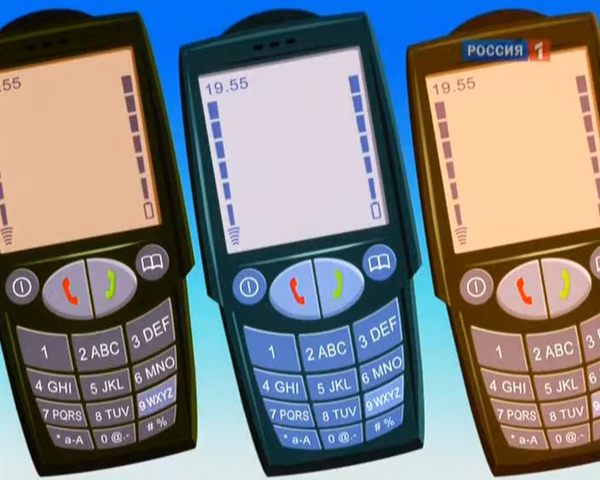 РОССИЯ 1
.55
19.55
19.55
1
2 ABC
3 DEF
4 GHI
5 JKL
6 MNO
7 PQRS
8 TUV
9 WXYZ
* a-A
0 @.-
# %
1
2 ABC
3 DEF
4 GHI
5 JKL
6 MNO
7 PQRS
8 TUV
9 WXYZ
* a-A
0 @.-
# %
1
2 ABC
3 D
4 GHI
5 JKL
6
7 PQRS
8 TUV
9
* a-A
0 @.-